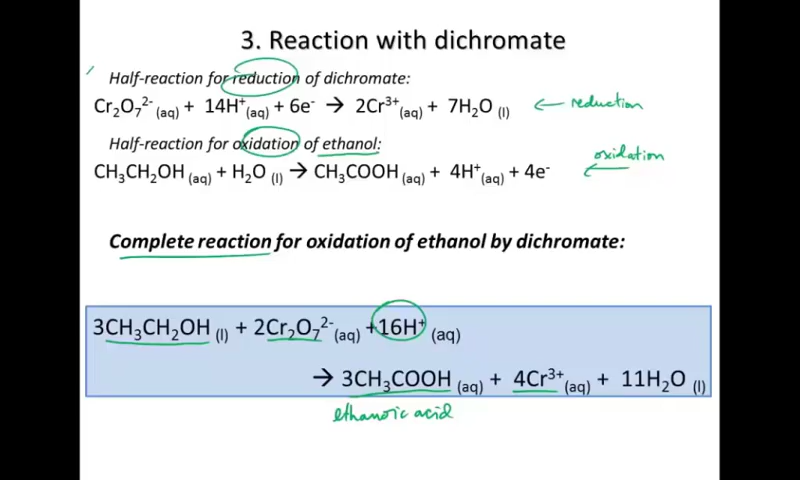 3. Reaction with dichromate
Half-reaction for reduction of dichromate:
Cr₂O₇²⁻ (aq) + 14H⁺(aq) + 6e⁻ → 2Cr³⁺(aq) + 7H₂O (l)
reduction
Half-reaction for oxidation of ethanol:
oxidation
CH₃CH₂OH (aq) + H₂O (l) → CH₃COOH (aq) + 4H⁺(aq) + 4e⁻
Complete reaction for oxidation of ethanol by dichromate:
3CH₃CH₂OH (l) + 2Cr₂O₇²⁻(aq) +16H⁺ (aq)
→ 3CH₃COOH (aq) + 4Cr³⁺(aq) + 11H₂O (l)
ethanoic acid